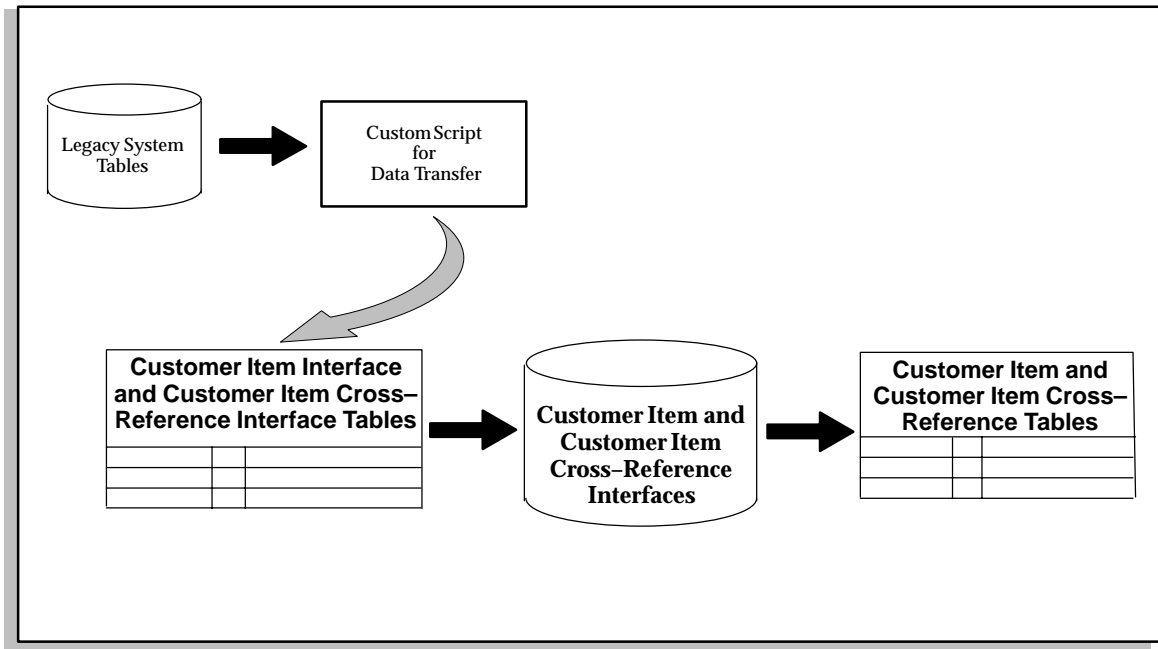 Legacy System
Tables
Custom Script
for
Data Transfer
Customer Item Interface
and Customer Item Cross–
Reference Interface Tables
Customer Item and
Customer Item
Cross–Reference
Interfaces
Customer Item and
Customer Item Cross–
Reference Tables